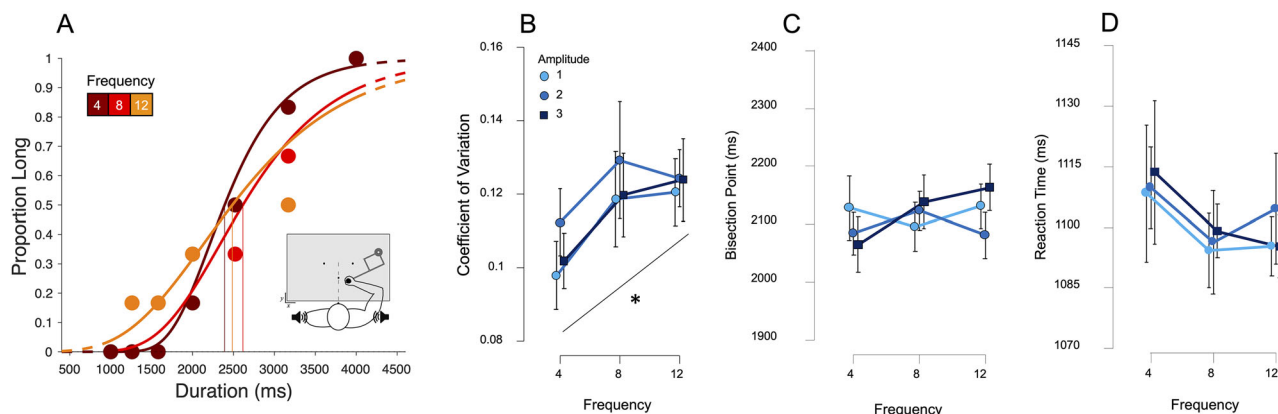 A
Frequency
4 8 12
Proportion Long
1
0.9
0.8
0.7
0.6
0.5
0.4
0.3
0.2
0.1
0
500 1000 1500 2000 2500 3000 3500 4000 4500
Duration (ms)
y
x
B
Amplitude
1
2
3
Coefficient of Variation
0.16
0.14
0.12
0.1
0.08
*
4 8 12
Frequency
C
Bisection Point (ms)
2400
2300
2200
2100
2000
1900
4 8 12
Frequency
D
Reaction Time (ms)
1145
1130
1115
1100
1085
1070
4 8 12
Frequency